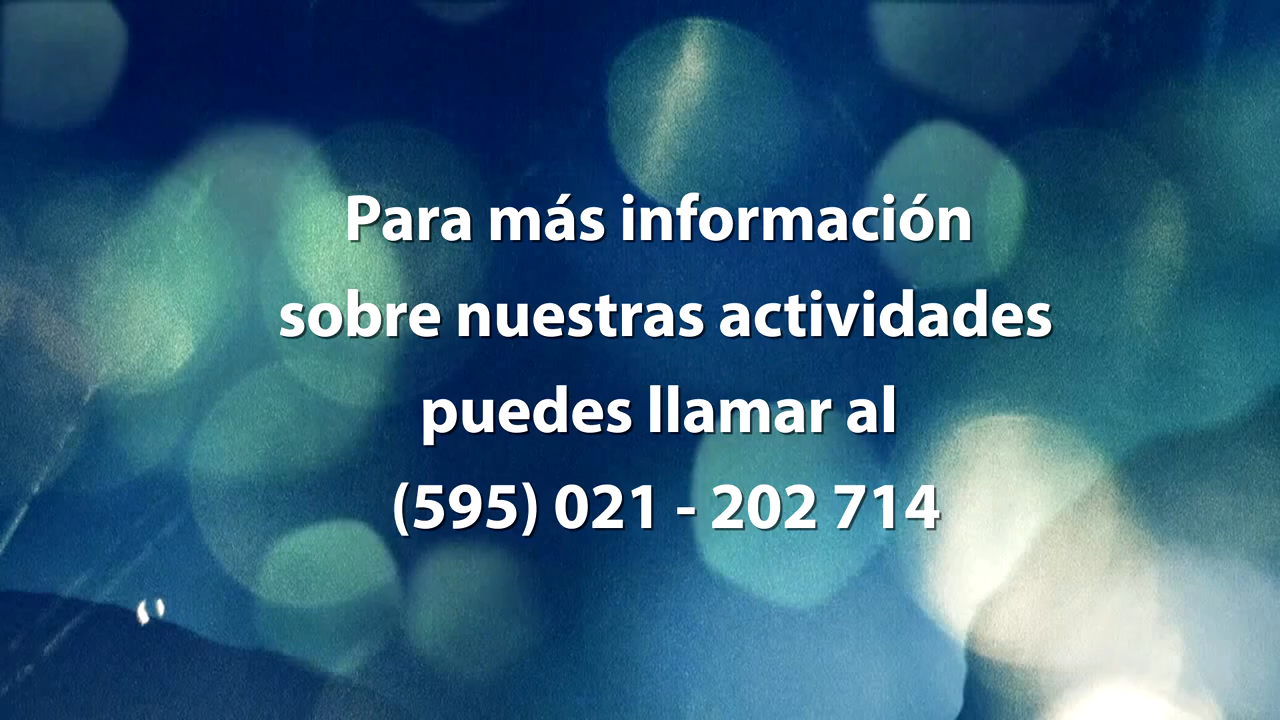 Para más información
sobre nuestras actividades
puedes llamar al
(595) 021 - 202 714